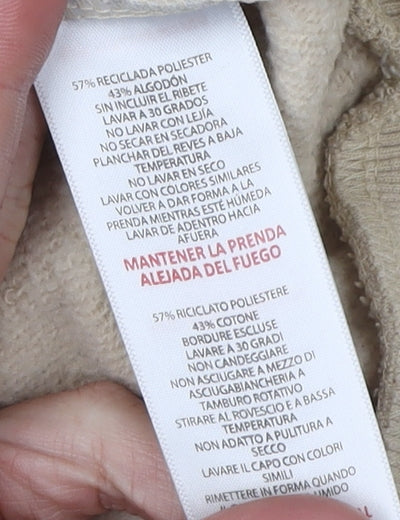 57% RECICLADA POLIESTER
43% ALGODÓN
SIN INCLUIR EL RIBETE
LAVAR A 30 GRADOS
NO LAVAR CON LEJÍA
NO SECAR EN SECADORA
PLANCHAR DEL REVES A BAJA
TEMPERATURA
NO LAVAR EN SECO
LAVAR CON COLORES SIMILARES
VOLVER A DAR FORMA A LA
PRENDA MIENTRAS ESTÉ HÚMEDA
LAVAR DE ADENTRO HACIA
AFUERA
MANTENER LA PRENDA
ALEJADA DEL FUEGO
57% RICICLATO POLIESTERE
43% COTONE
BORDURE ESCLUSE
LAVARE A 30 GRADI
NON CANDEGGIARE
NON ASCIUGARE A MEZZO DI
ASCIUGABIANCHERIA A
TAMBURO ROTATIVO
STIRARE AL ROVESCIO E A BASSA
TEMPERATURA
NON ADATTO A PULITURA A
SECCO
LAVARE IL CAPO CON COLORI
SIMILI
RIMETTERE IN FORMA QUANDO